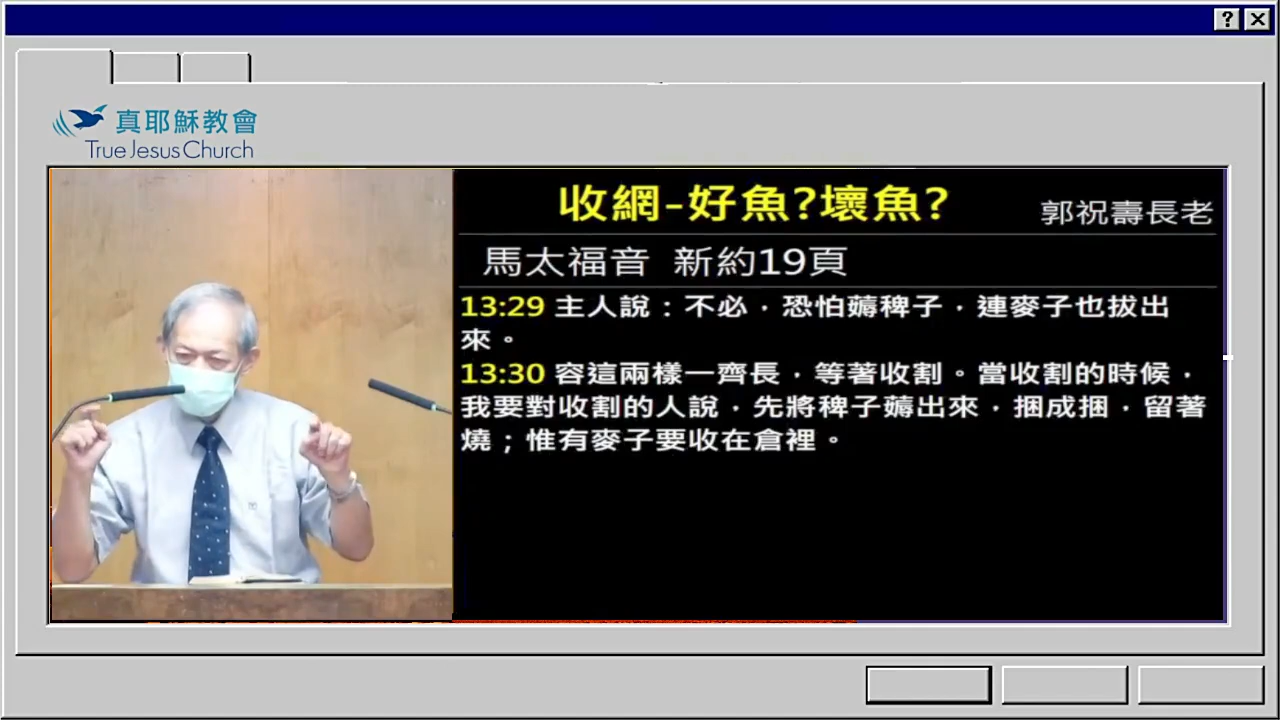 真耶穌教會
True Jesus Church
收網-好魚?壞魚?
郭祝壽長老
馬太福音 新約19頁
13:29 主人說：不必，恐怕薅稗子，連麥子也拔出
來。
13:30 容這兩樣一齊長，等著收割。當收割的時候，
我要對收割的人說，先將稗子薅出來，捆成捆，留著
燒；惟有麥子要收在倉裡。